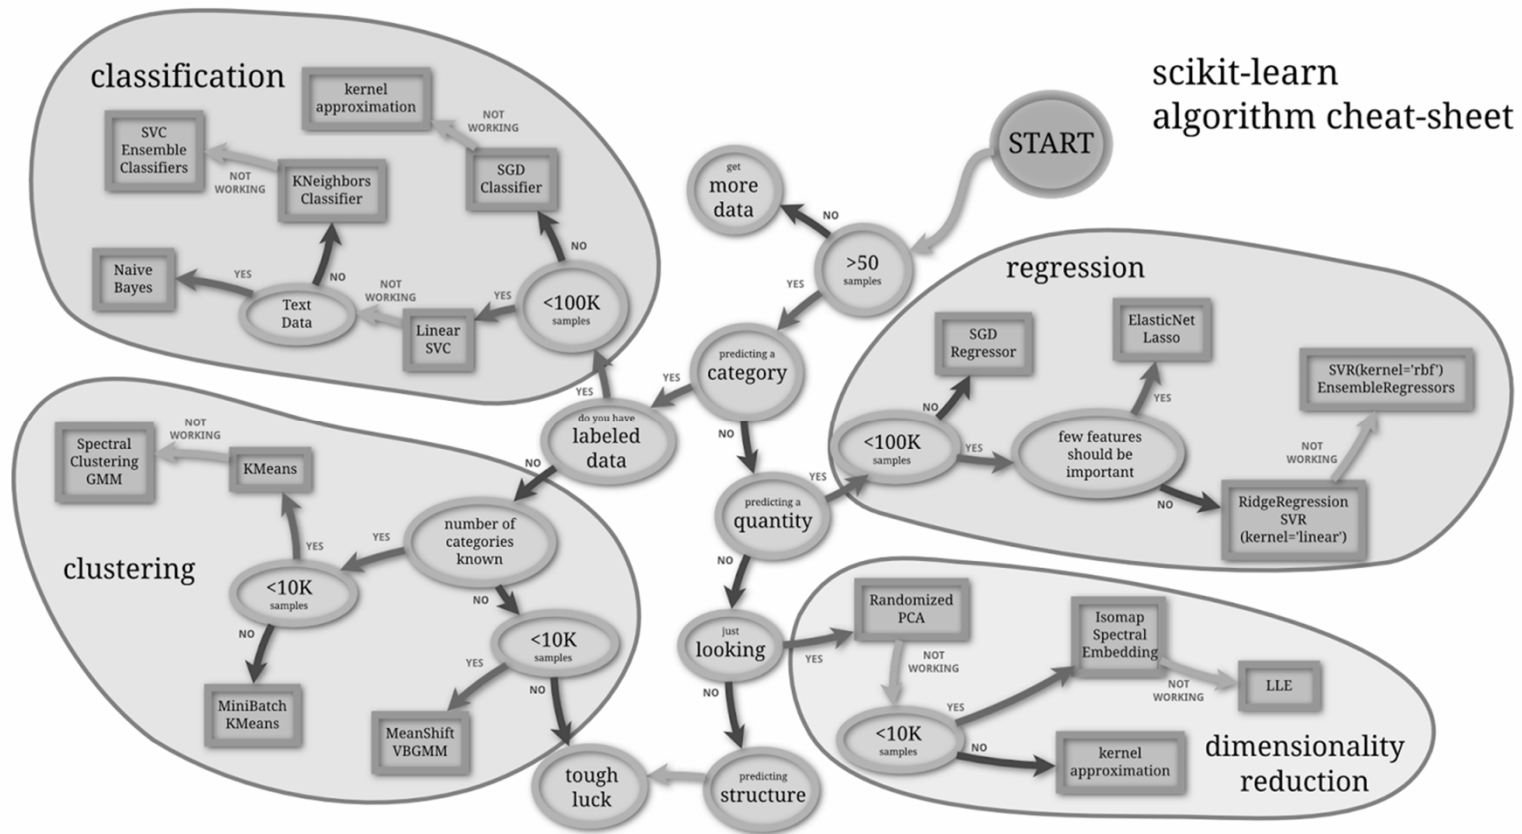 scikit-learn
algorithm cheat-sheet
START
get
more
data
NO
>50
samples
YES
predicting a
category
YES
NO
do you have
labeled
data
YES
NO
predicting a
quantity
YES
NO
just
looking
YES
NO
predicting
structure
tough
luck
classification
kernel
approximation
NOT
WORKING
SVC
Ensemble
Classifiers
NOT
WORKING
KNeighbors
Classifier
SGD
Classifier
NO
Naive
Bayes
YES
NO
Text
Data
NOT
WORKING
Linear
SVC
YES
<100K
samples
regression
SGD
Regressor
ElasticNet
Lasso
SVR(kernel='rbf')
EnsembleRegressors
NO
YES
<100K
samples
YES
few features
should be
important
NOT
WORKING
NO
RidgeRegression
SVR
(kernel='linear')
clustering
Spectral
Clustering
GMM
NOT
WORKING
KMeans
number of
categories
known
YES
YES
<10K
samples
NO
NO
<10K
samples
YES
NO
MiniBatch
KMeans
MeanShift
VBGMM
dimensionality
reduction
Randomized
PCA
NOT
WORKING
Isomap
Spectral
Embedding
NOT
WORKING
LLE
YES
<10K
samples
NO
kernel
approximation